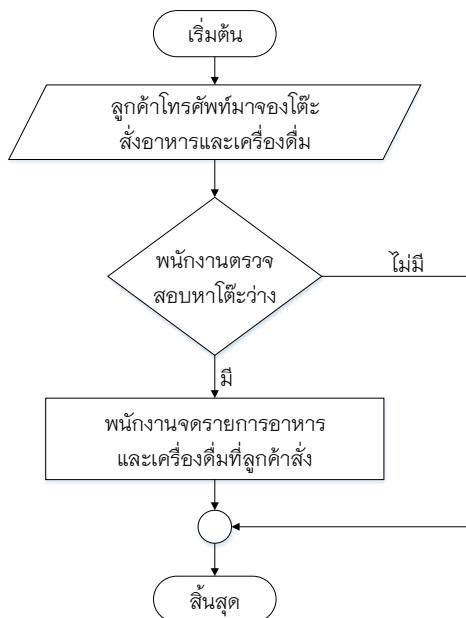 เริ่มต้น
ลูกค้าโทรศัพท์มาจองโต๊ะ
สั่งอาหารและเครื่องดื่ม
พนักงานตรวจ
สอบหาโต๊ะว่าง
ไม่มี
มี
พนักงานจดรายการอาหาร
และเครื่องดื่มที่ลูกค้าสั่ง
สิ้นสุด